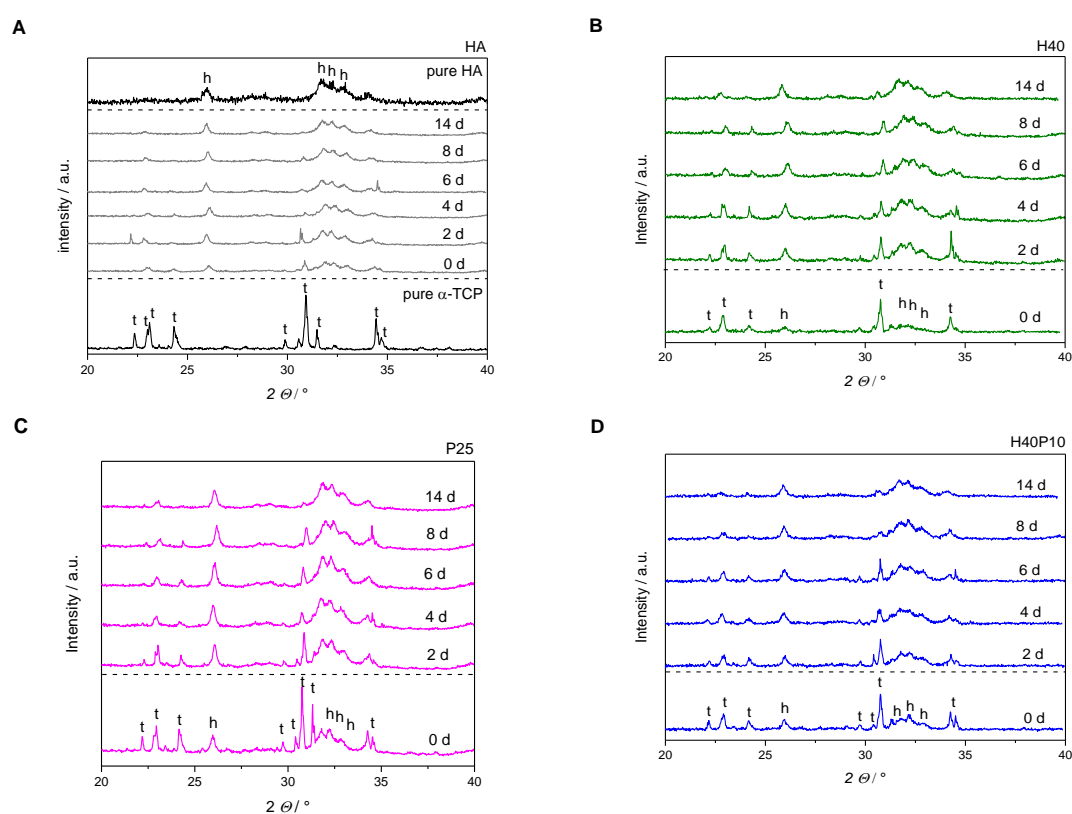 A
HA
pure HA
h
h h h
14 d
8 d
6 d
4 d
2 d
0 d
pure α-TCP
t t t t t t t t t
intensity / a.u.
20 25 30 35 40
2 Θ / °
B
H40
14 d
8 d
6 d
4 d
2 d
0 d
t t t h t h h h t
Intensity / a.u.
20 25 30 35 40
2 Θ / °
C
P25
14 d
8 d
6 d
4 d
2 d
0 d
t t t h t t t t h h h t
Intensity / a.u.
20 25 30 35 40
2 Θ / °
D
H40P10
14 d
8 d
6 d
4 d
2 d
0 d
t t t h t t t h h h t
Intensity / a.u.
20 25 30 35 40
2 Θ / °